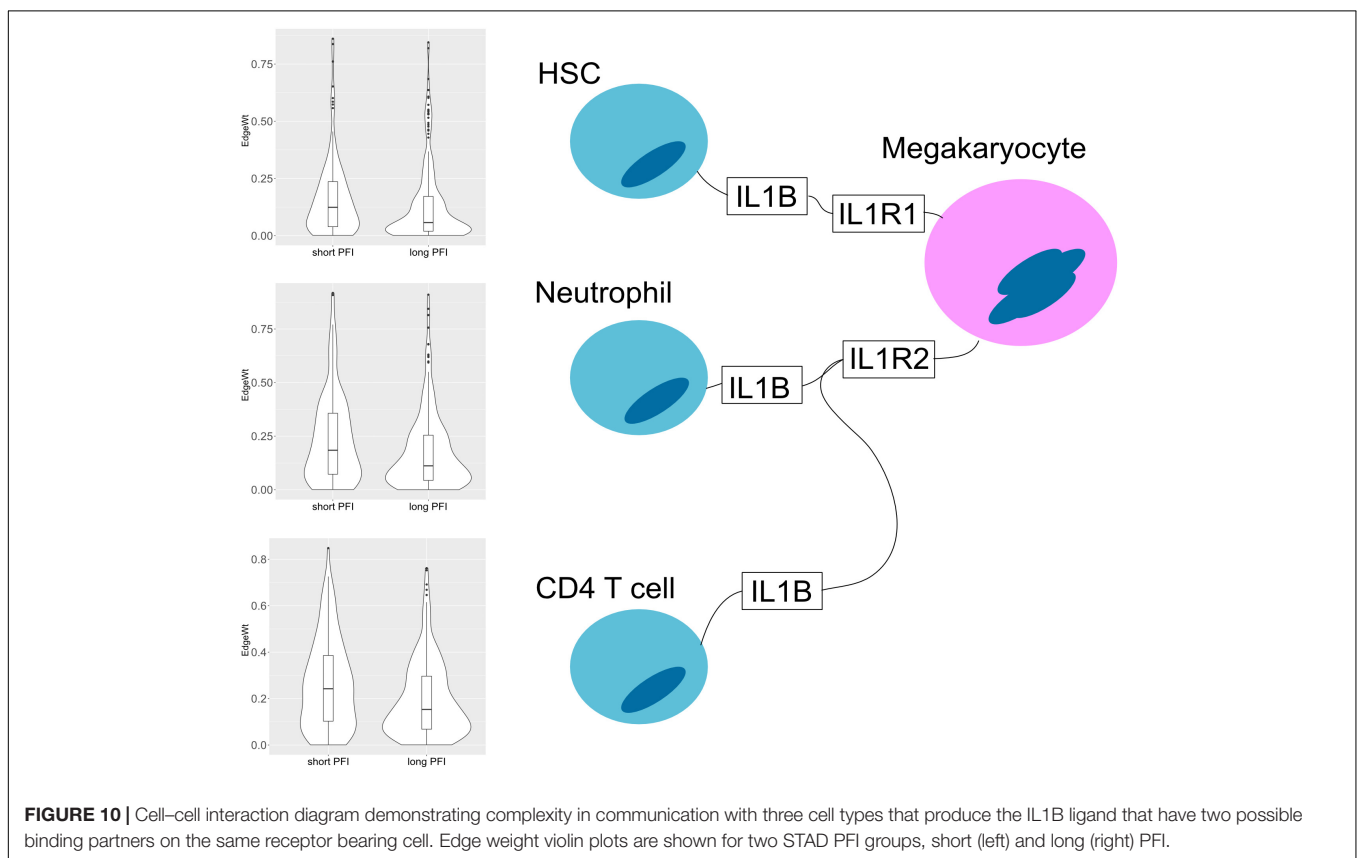 0.75
0.50
0.25
0.00
EdgeWt
short PFI long PFI
HSC
IL1B
IL1R1
Megakaryocyte
0.75
0.50
0.25
0.00
EdgeWt
short PFI long PFI
Neutrophil
IL1B
IL1R2
0.8
0.6
0.4
0.2
0.0
EdgeWt
short PFI long PFI
CD4 T cell
IL1B
FIGURE 10 | Cell–cell interaction diagram demonstrating complexity in communication with three cell types that produce the IL1B ligand that have two possible
binding partners on the same receptor bearing cell. Edge weight violin plots are shown for two STAD PFI groups, short (left) and long (right) PFI.